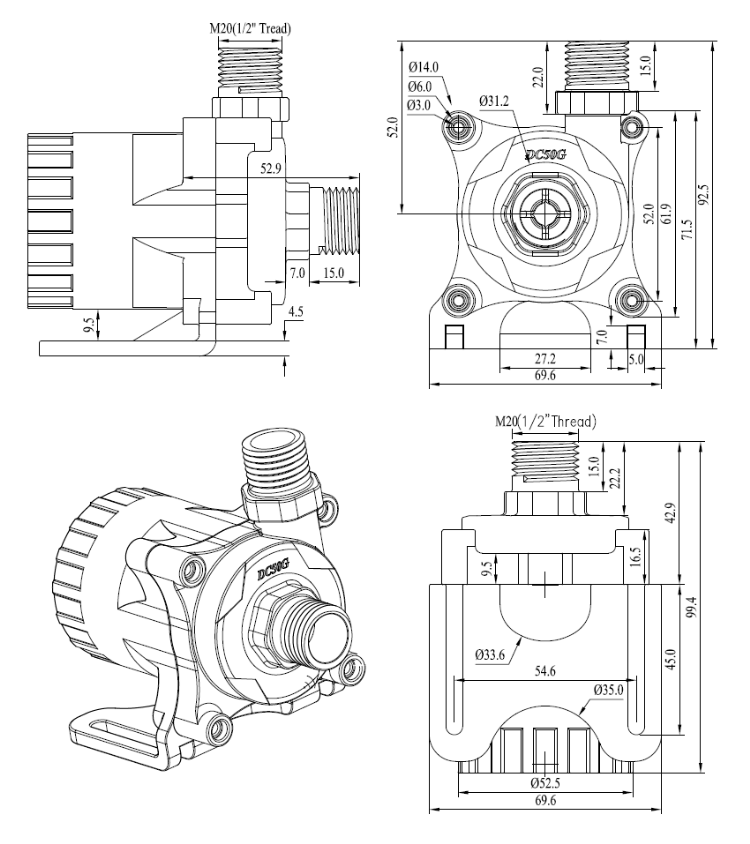 M20(1/2" Tread)
52.9
7.0
15.0
9.5
4.5
Ø14.0
Ø6.0
Ø3.0
Ø31.2
22.0
15.0
52.0
DC50G
52.0
61.9
71.5
92.5
7.0
27.2
5.0
69.6
M20(1/2"Thread)
15.0
22.2
42.9
16.5
9.5
99.4
DC50G
Ø33.6
54.6
45.0
Ø35.0
Ø52.5
69.6